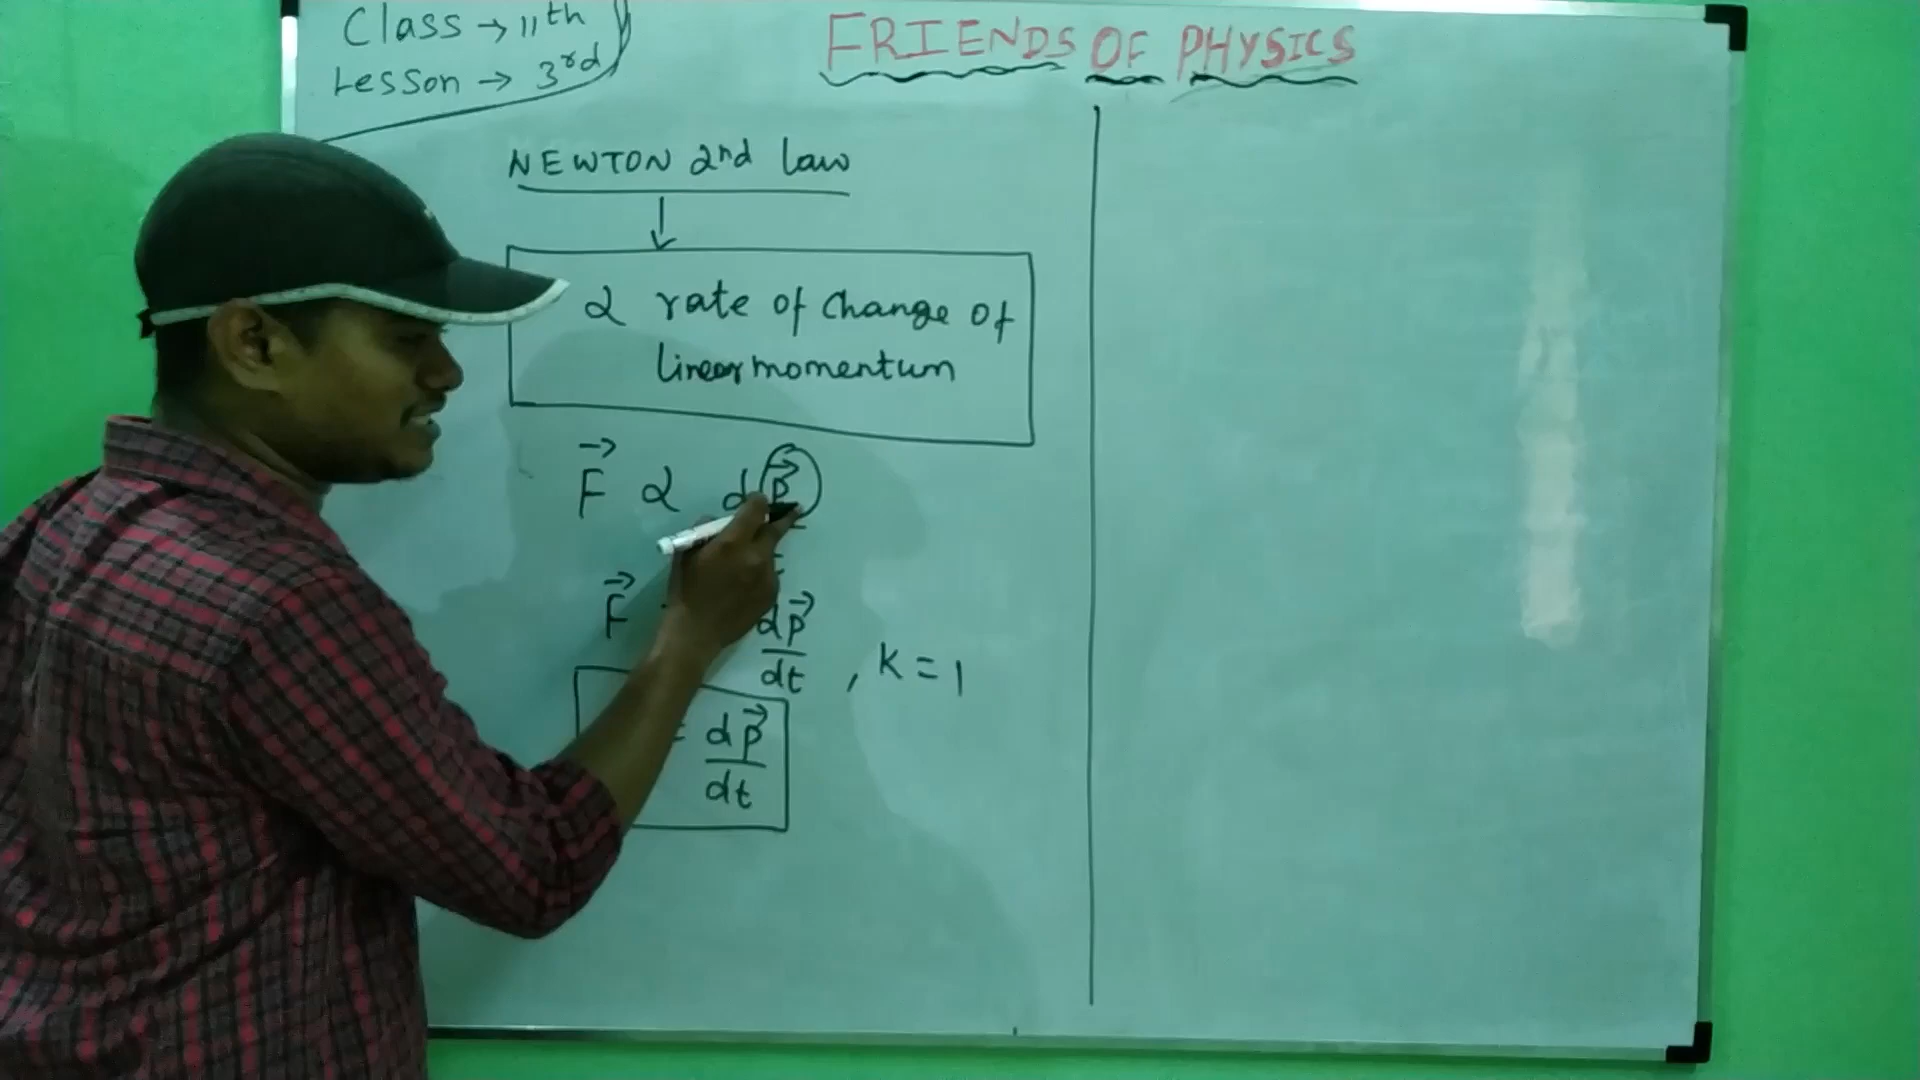 Class → 11th
Lesson → 3rd
FRIENDS OF PHYSICS
NEWTON 2nd law
α rate of change of
linear momentum
F⃗ α dp⃗
F⃗ dp⃗/dt , K = 1
= dp⃗/dt